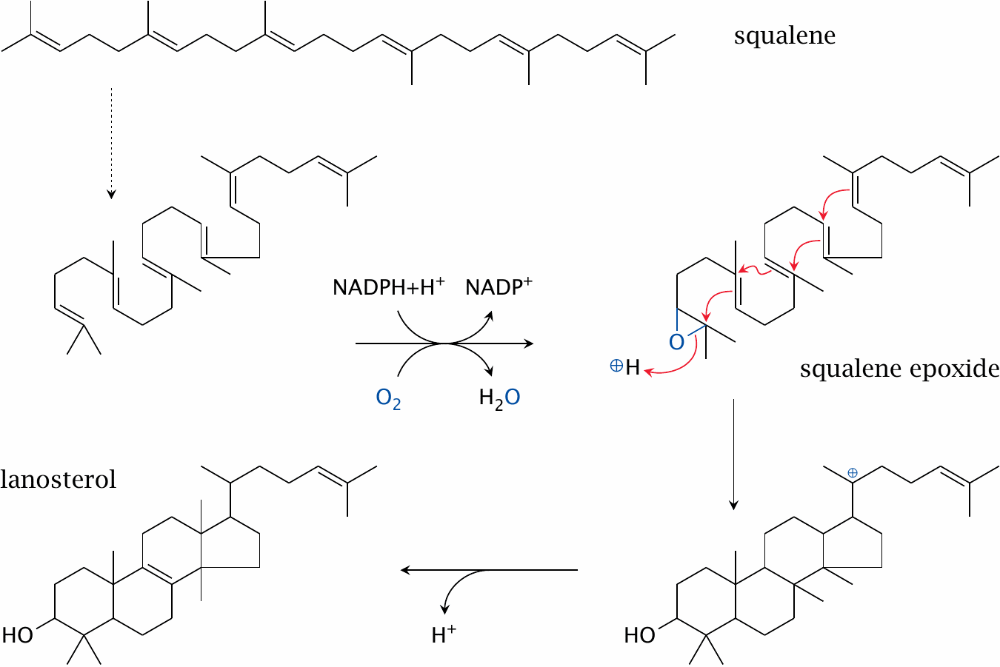 squalene
NADPH+H⁺ NADP⁺
O
O₂ H₂O
⊕H
squalene epoxide
lanosterol
⊕
HO
H⁺
HO